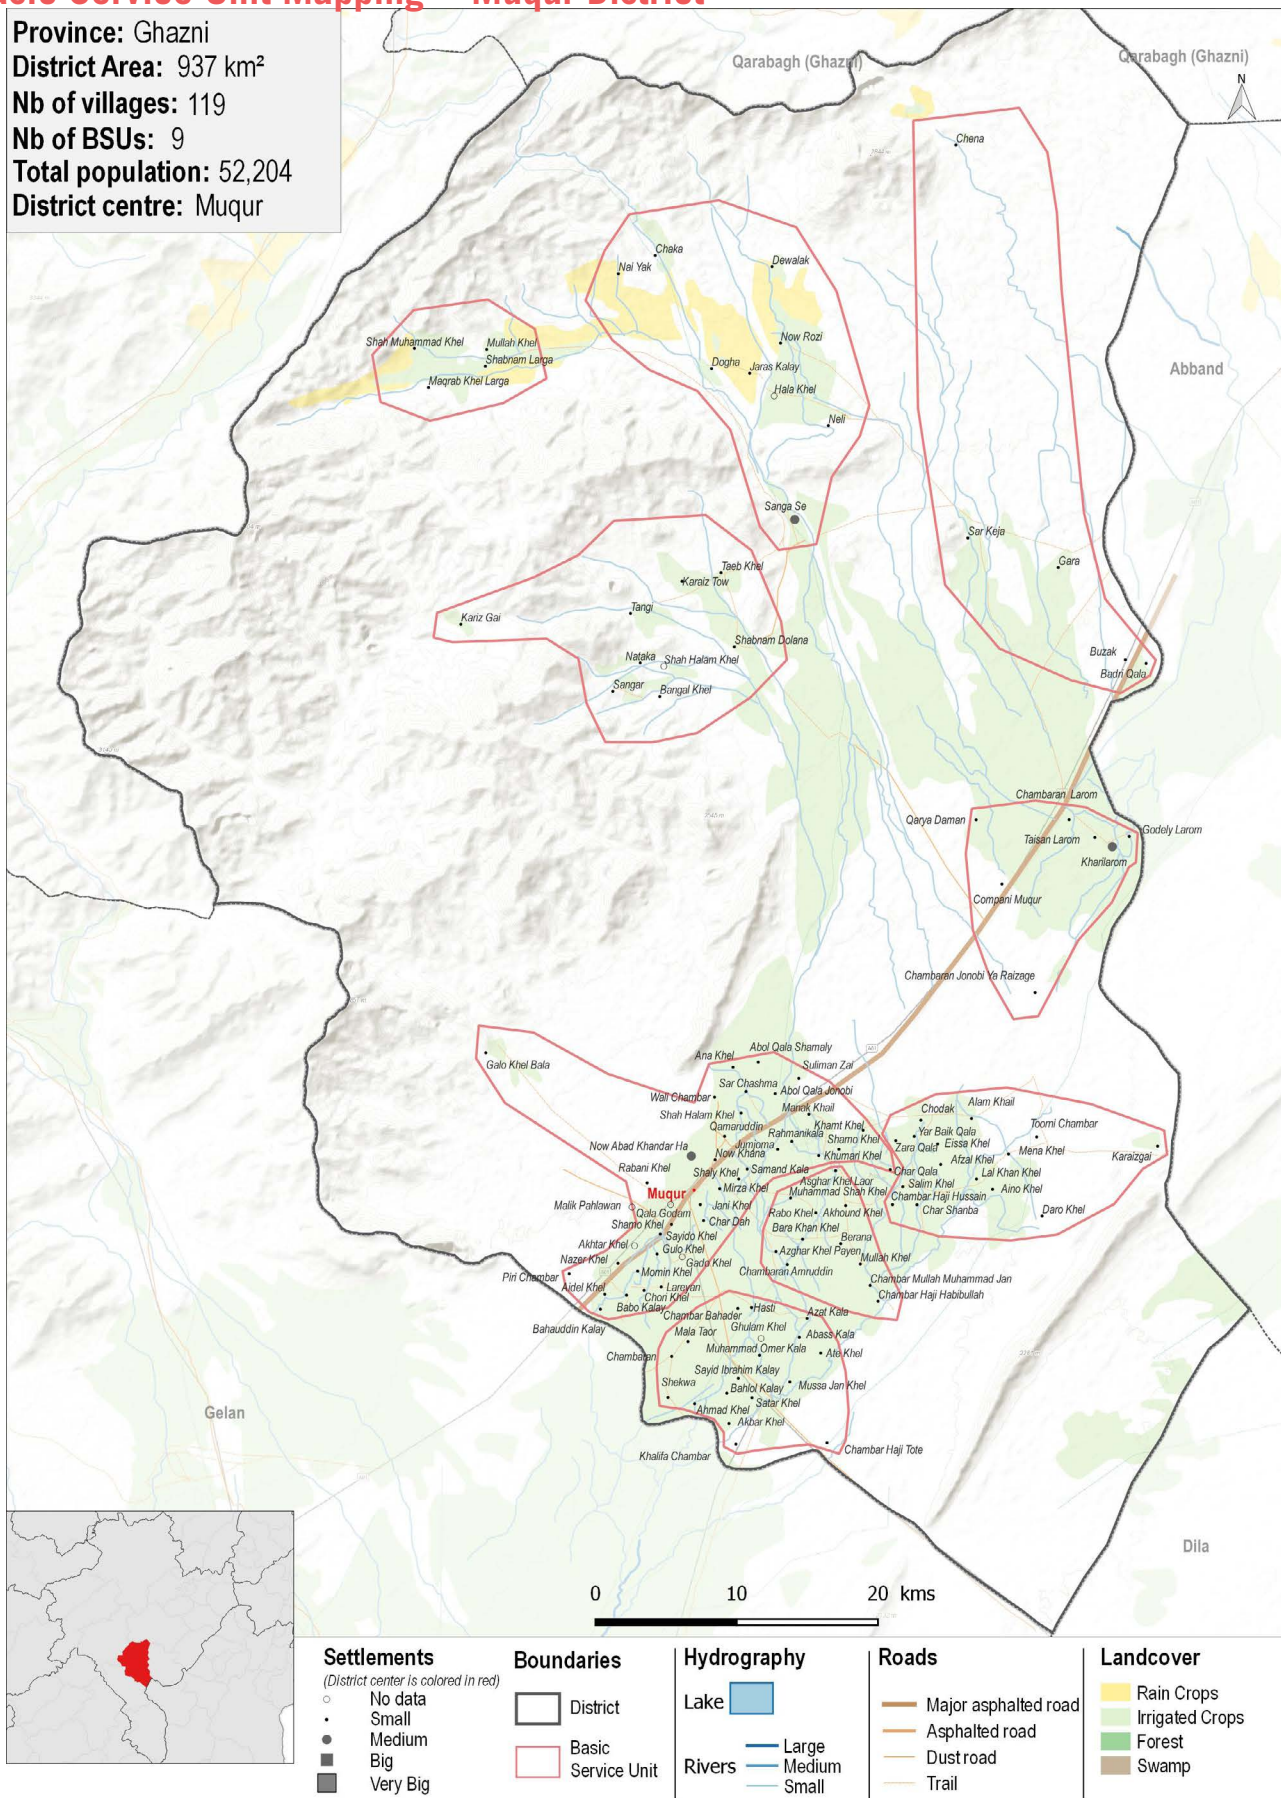 Service Unit Mapping - Muqur District
Province: Ghazni
District Area: 937 km²
Nb of villages: 119
Nb of BSUs: 9
Total population: 52,204
District centre: Muqur
Qarabagh (Ghazni)
Qarabagh (Ghazni)
N
Chena
Chaka
Nai Yak
Dewalak
Shah Muhammad Khel
Mullah Khel
Shabnam Larga
Maqrab Khel Larga
Now Rozi
Dogha
Jaras Kalay
Hala Khel
Neli
Abband
Sanga Se
Sar Keja
Gara
Taeb Khel
Karaiz Tow
Tangi
Kariz Gai
Shabnam Dolana
Nataka
Shah Halam Khel
Sangar
Bangal Khel
Buzak
Badri Qala
Chambaran Larom
Qarya Daman
Godely Larom
Taisan Larom
Kharilarom
Compani Muqur
Chambaran Jonobi Ya Raizage
Galo Khel Bala
Ana Khel
Abol Qala Shamaly
Suliman Zai
Sar Chashma
Abol Qala Jonobi
Wali Chambar
Manak Khail
Shah Halam Khel
Qamaruddin
Khamt Khel
Rahmanikala
Jumjoma
Shamo Khel
Now Abad Khandar Ha
Now Khana
Khumari Khel
Rabani Khel
Shaly Khel
Samand Kala
Muqur
Mirza Khel
Asghar Khel Laor
Muhammad Shah Khel
Malik Pahlawan
Qala Godam
Jani Khel
Rabo Khel
Akhound Khel
Shamo Khel
Char Dah
Bara Khan Khel
Sayido Khel
Berana
Akhtar Khel
Gulo Khel
Azghar Khel Payen
Nazer Khel
Gado Khel
Mullah Khel
Piri Chambar
Momin Khel
Chambaran Amruddin
Aidel Khel
Larayan
Chambar Mullah Muhammad Jan
Chori Khel
Chambar Haji Habibullah
Babo Kalay
Chambar Bahader
Hasti
Azat Kala
Bahauddin Kalay
Mala Taor
Ghulam Khel
Abass Kala
Chambaran
Muhammad Omer Kala
Ate Khel
Sayid Ibrahim Kalay
Shekwa
Bahlol Kalay
Mussa Jan Khel
Satar Khel
Ahmad Khel
Akbar Khel
Khalifa Chambar
Chambar Haji Tote
Chodak
Alam Khail
Toorni Chambar
Yar Baik Qala
Zara Qala
Eissa Khel
Mena Khel
Karaizgai
Afzal Khel
Char Qala
Lal Khan Khel
Salim Khel
Aino Khel
Chambar Haji Hussain
Char Shanba
Daro Khel
Gelan
Dila
0 10 20 kms
Settlements
(District center is colored in red)
No data
Small
Medium
Big
Very Big
Boundaries
District
Basic
Service Unit
Hydrography
Lake
Rivers
Large
Medium
Small
Roads
Major asphalted road
Asphalted road
Dust road
Trail
Landcover
Rain Crops
Irrigated Crops
Forest
Swamp